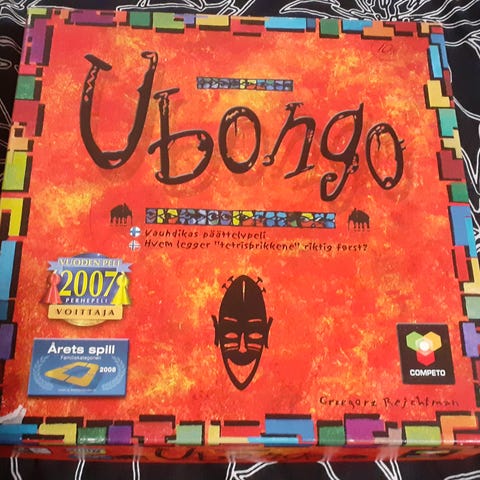 Ubongo
Vauhdikas päättelypeli
Hvem legger "tetrisbrikkene" riktig først?
VUODEN PELI
2007
PERHEPELI
VOITTAJA
Årets spill
Familiekategorien
2008
COMPETO
Grzegorz Rejchtman
UBONGO